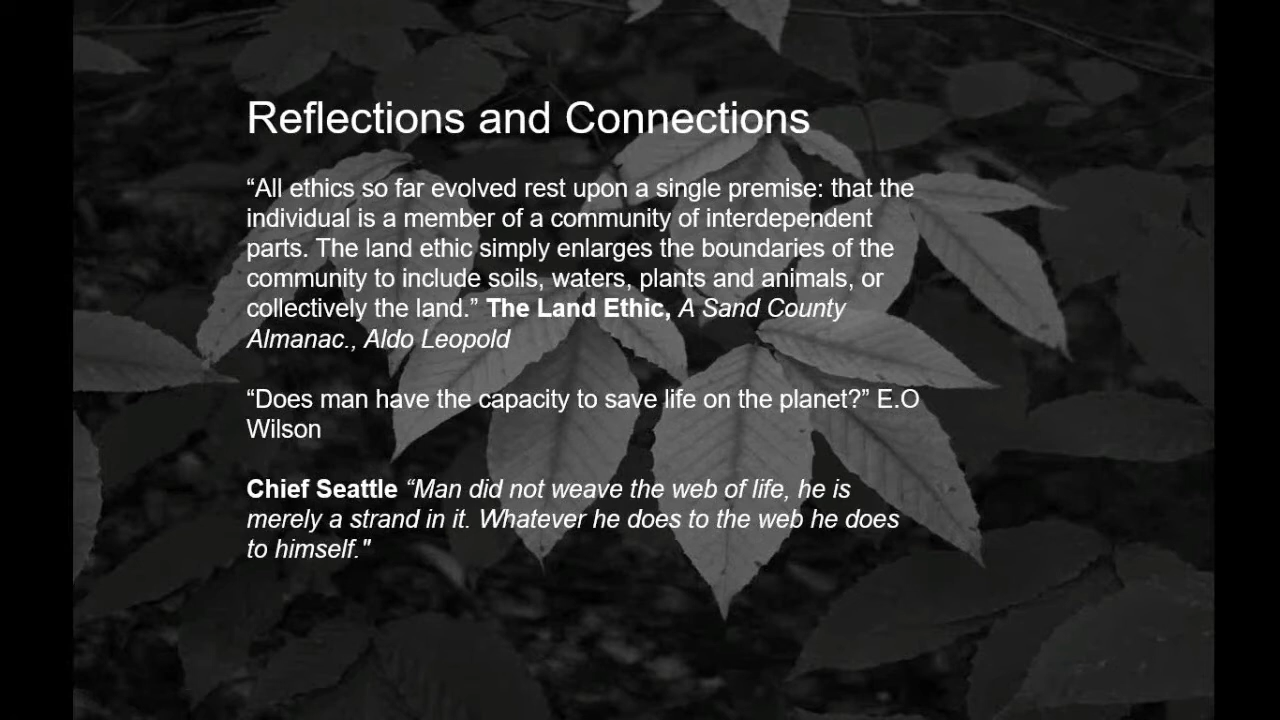 Reflections and Connections
“All ethics so far evolved rest upon a single premise: that the
individual is a member of a community of interdependent
parts. The land ethic simply enlarges the boundaries of the
community to include soils, waters, plants and animals, or
collectively the land.” The Land Ethic, A Sand County
Almanac., Aldo Leopold
“Does man have the capacity to save life on the planet?” E.O
Wilson
Chief Seattle “Man did not weave the web of life, he is
merely a strand in it. Whatever he does to the web he does
to himself."